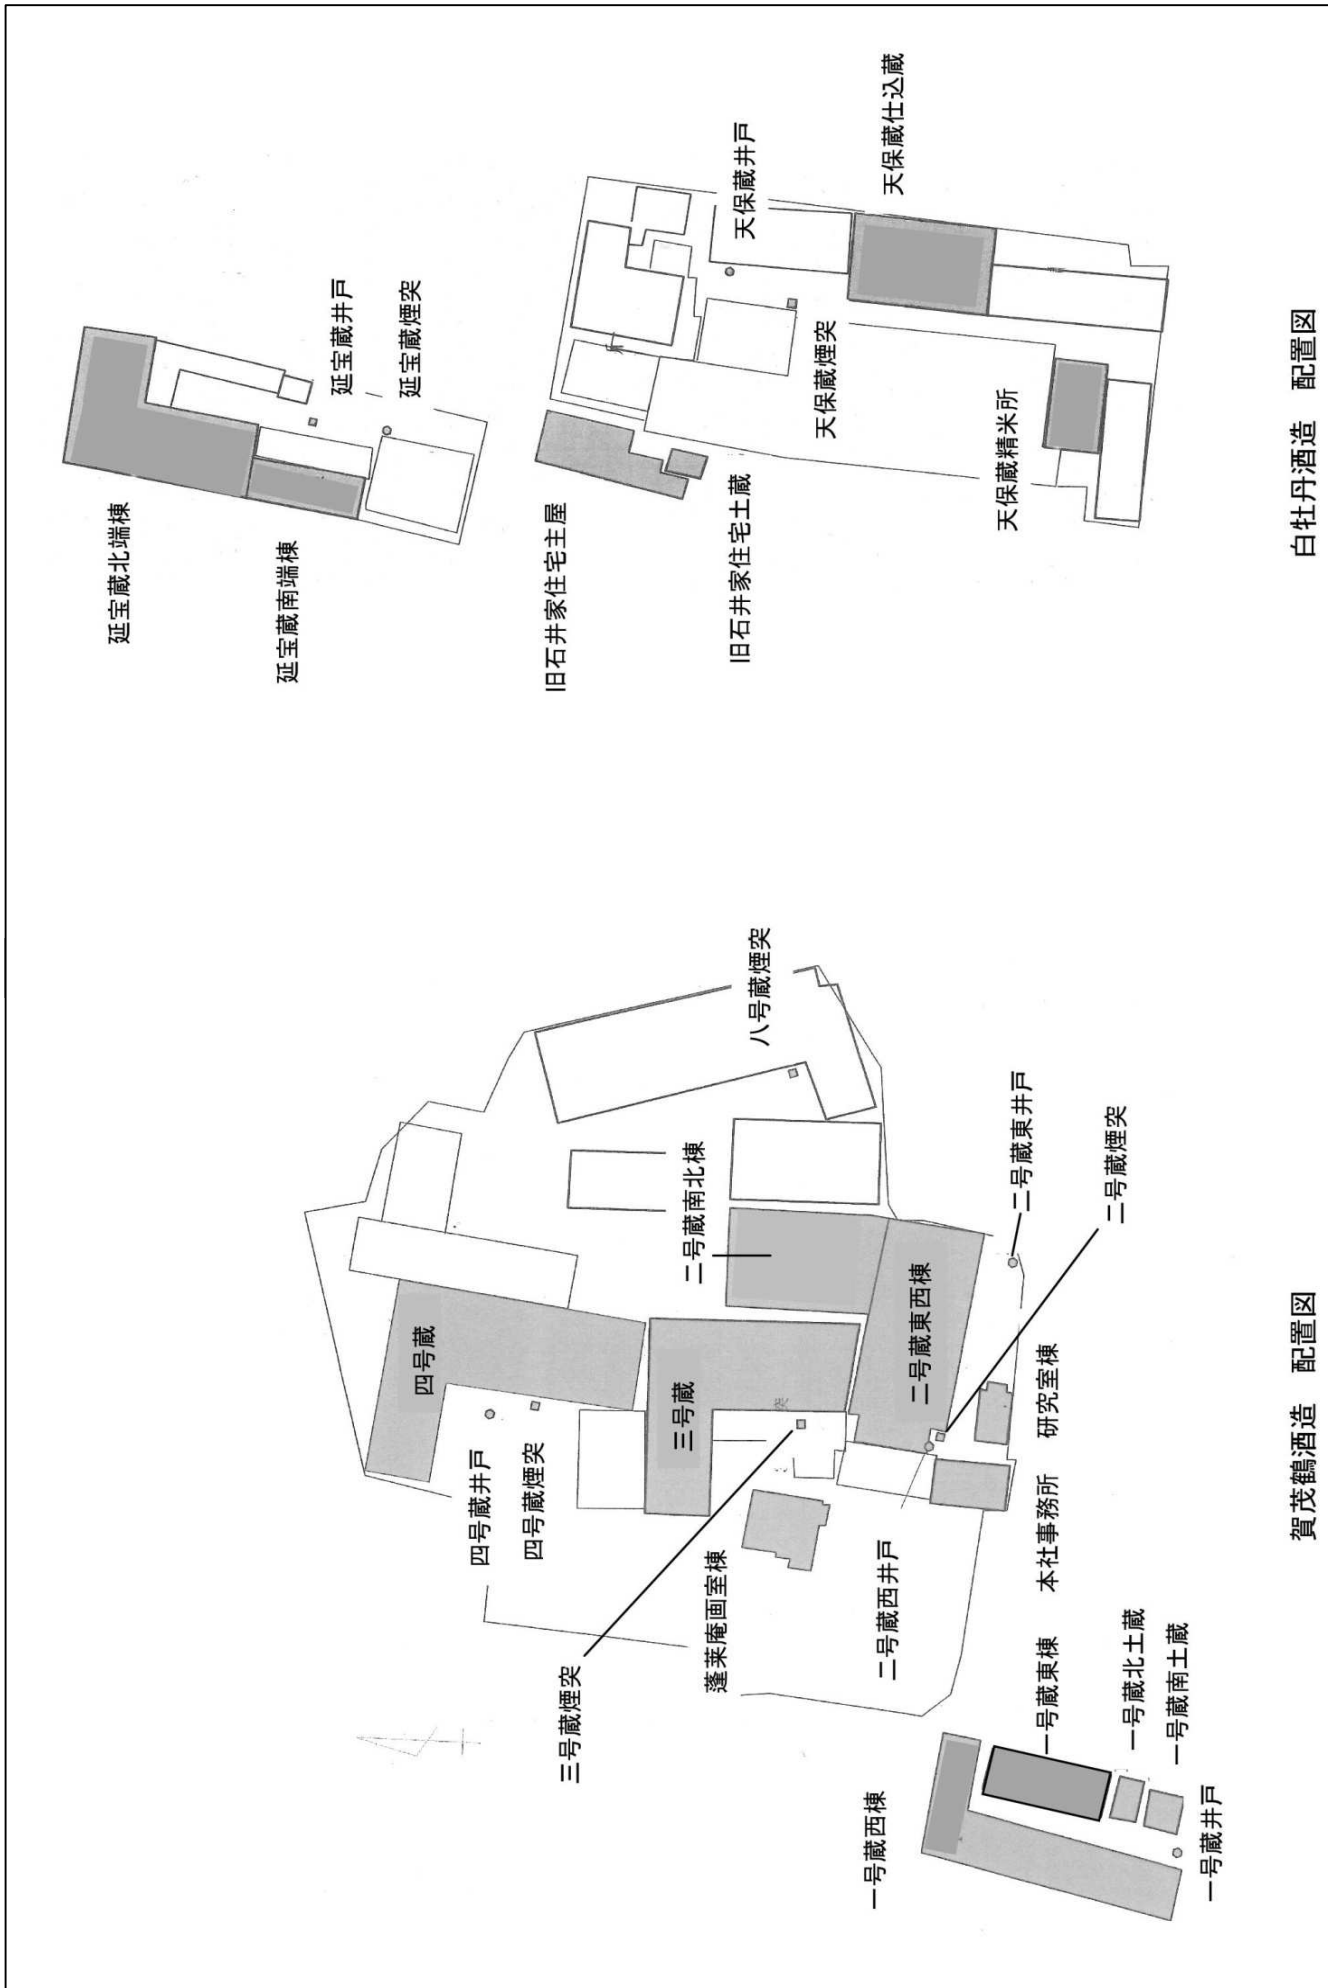 四号蔵
四号蔵井戸
四号蔵煙突
三号蔵
三号蔵煙突
八号蔵煙突
二号蔵南北棟
二号蔵東西棟
二号蔵東井戸
二号蔵煙突
蓬莱庵画室棟
二号蔵西井戸
本社事務所
研究室棟
一号蔵西棟
一号蔵東棟
一号蔵北土蔵
一号蔵南土蔵
一号蔵井戸
賀茂鶴酒造　配置図
延宝蔵北端棟
延宝蔵南端棟
延宝蔵井戸
延宝蔵煙突
旧石井家住宅主屋
旧石井家住宅土蔵
天保蔵井戸
天保蔵煙突
天保蔵仕込蔵
天保蔵精米所
白牡丹酒造　配置図